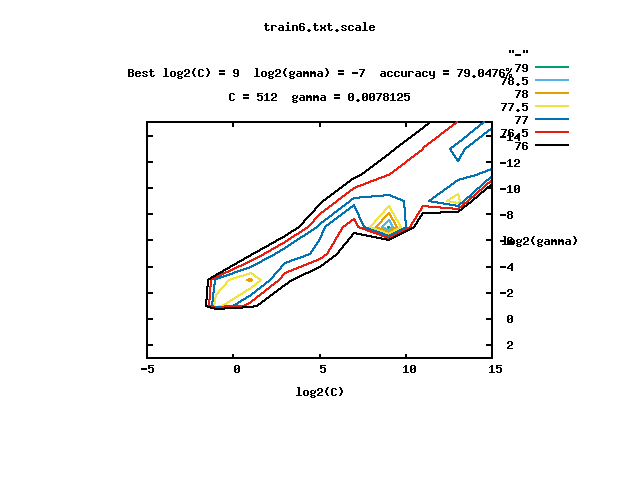 train6.txt.scale
"-"
Best log2(C) = 9  log2(gamma) = -7  accuracy = 79.0476%
79
78.5
C = 512  gamma = 0.0078125
78
77.5
77
76.5
76
-14
-12
-10
-8
-6
log2(gamma)
-4
-2
0
2
-5 0 5 10 15
log2(C)